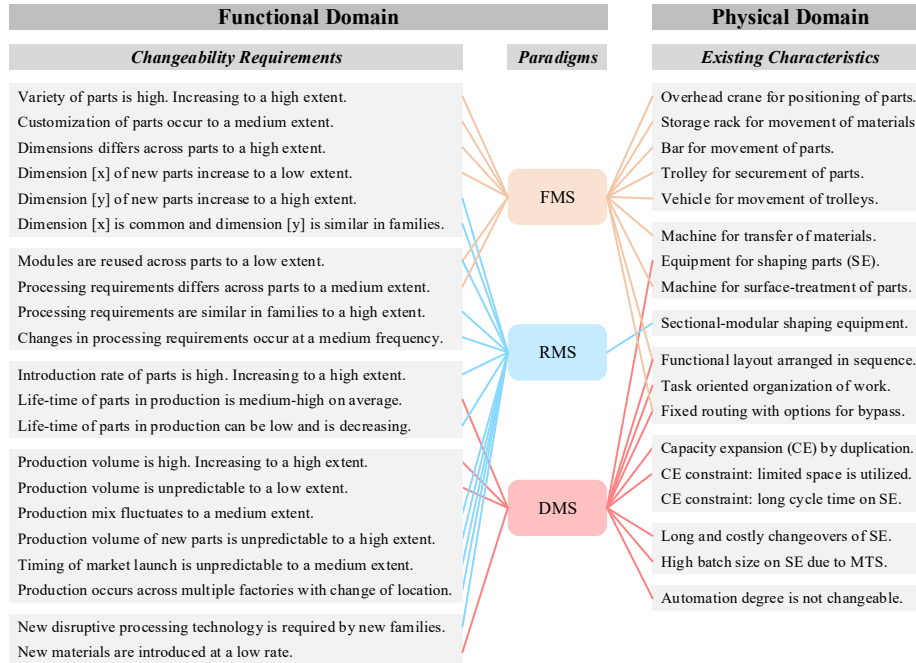 Functional Domain
Physical Domain
Changeability Requirements
Paradigms
Existing Characteristics
Variety of parts is high. Increasing to a high extent.
Customization of parts occur to a medium extent.
Dimensions differs across parts to a high extent.
Dimension [x] of new parts increase to a low extent.
Dimension [y] of new parts increase to a high extent.
Dimension [x] is common and dimension [y] is similar in families.
Modules are reused across parts to a low extent.
Processing requirements differs across parts to a medium extent.
Processing requirements are similar in families to a high extent.
Changes in processing requirements occur at a medium frequency.
Introduction rate of parts is high. Increasing to a high extent.
Life-time of parts in production is medium-high on average.
Life-time of parts in production can be low and is decreasing.
Production volume is high. Increasing to a high extent.
Production volume is unpredictable to a low extent.
Production mix fluctuates to a medium extent.
Production volume of new parts is unpredictable to a high extent.
Timing of market launch is unpredictable to a medium extent.
Production occurs across multiple factories with change of location.
New disruptive processing technology is required by new families.
New materials are introduced at a low rate.
FMS
RMS
DMS
Overhead crane for positioning of parts.
Storage rack for movement of materials
Bar for movement of parts.
Trolley for securement of parts.
Vehicle for movement of trolleys.
Machine for transfer of materials.
Equipment for shaping parts (SE).
Machine for surface-treatment of parts.
Sectional-modular shaping equipment.
Functional layout arranged in sequence.
Task oriented organization of work.
Fixed routing with options for bypass.
Capacity expansion (CE) by duplication.
CE constraint: limited space is utilized.
CE constraint: long cycle time on SE.
Long and costly changeovers of SE.
High batch size on SE due to MTS.
Automation degree is not changeable.